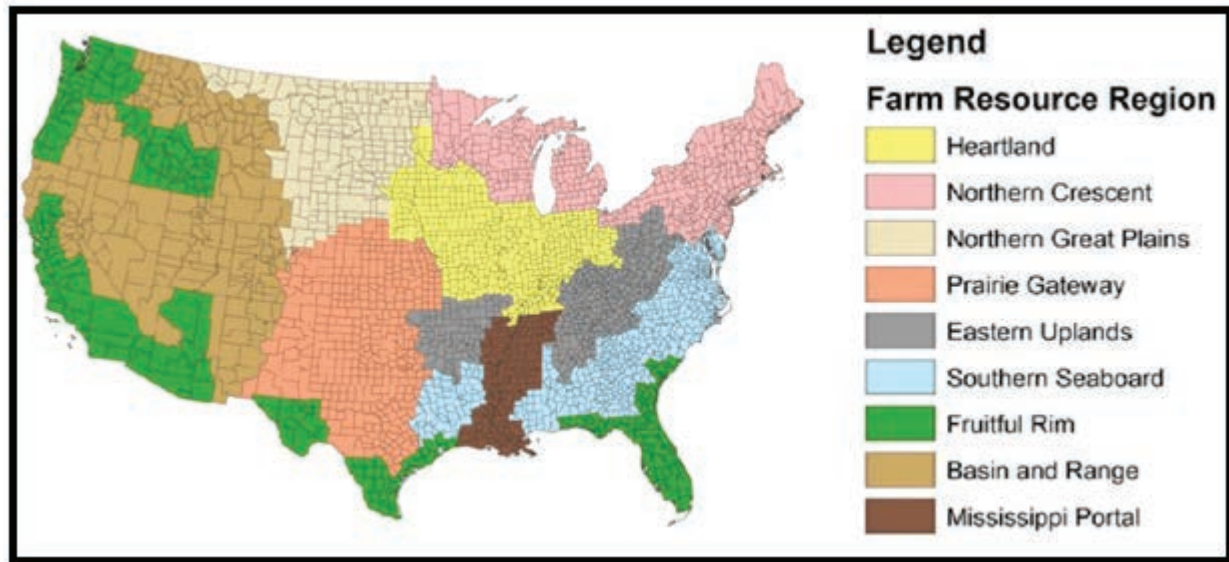 Legend
Farm Resource Region
Heartland
Northern Crescent
Northern Great Plains
Prairie Gateway
Eastern Uplands
Southern Seaboard
Fruitful Rim
Basin and Range
Mississippi Portal